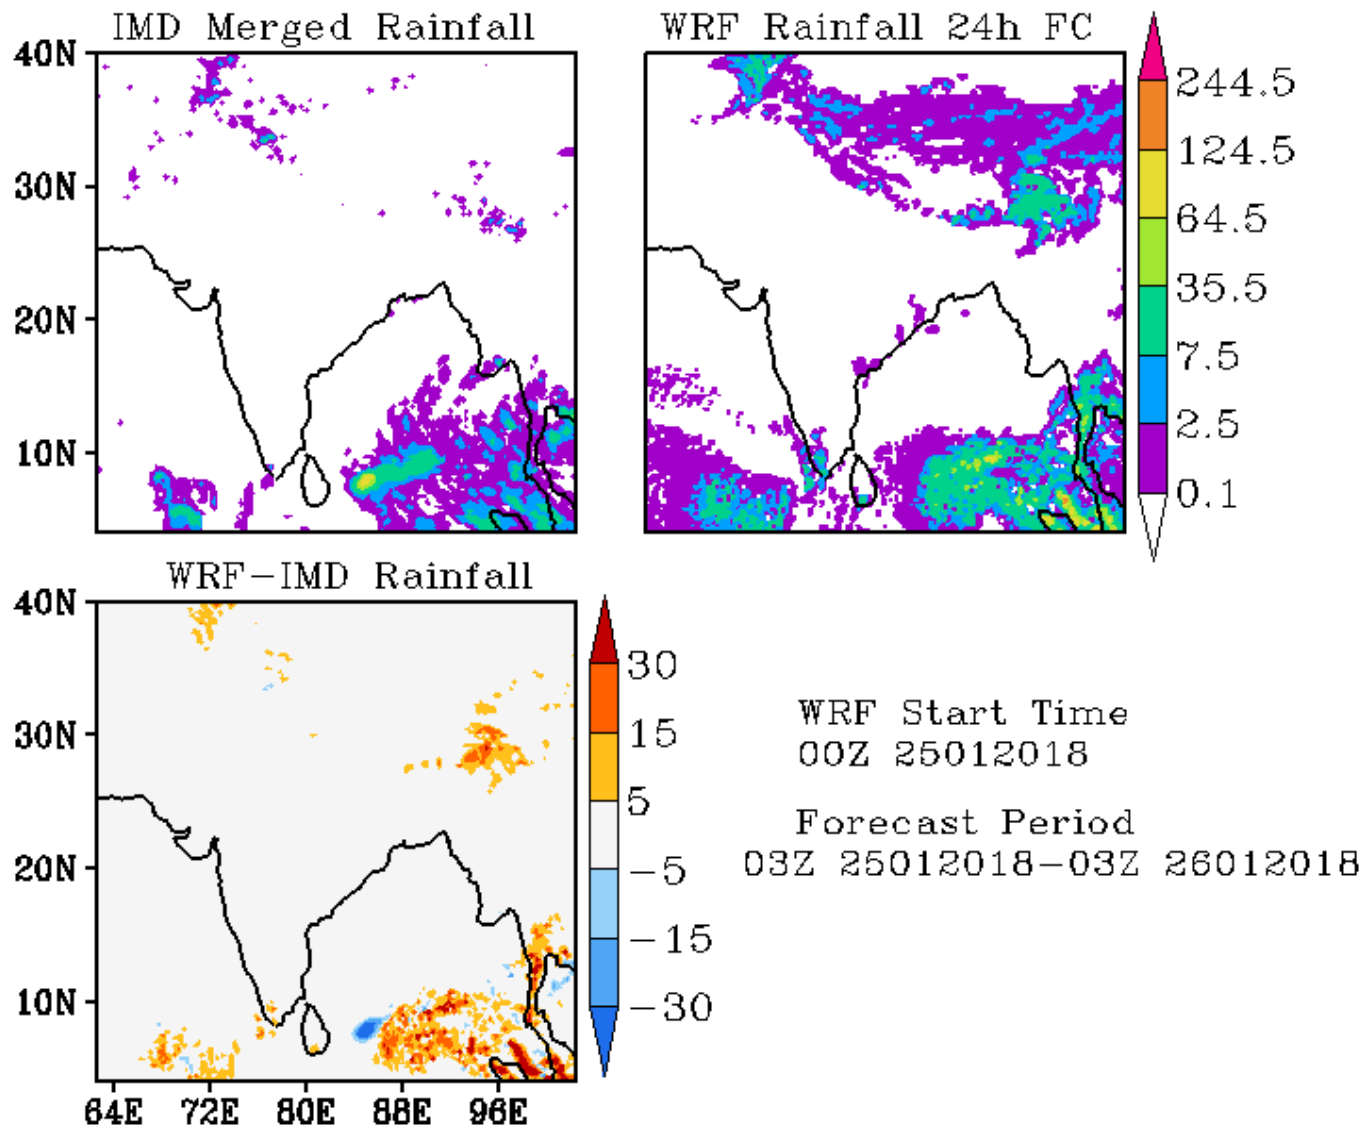 IMD Merged Rainfall
WRF Rainfall 24h FC
40N
30N
20N
10N
244.5
124.5
64.5
35.5
7.5
2.5
0.1
WRF-IMD Rainfall
40N
30N
20N
10N
64E 72E 80E 88E 96E
30
15
5
-5
-15
-30
WRF Start Time
00Z 25012018
Forecast Period
03Z 25012018-03Z 26012018